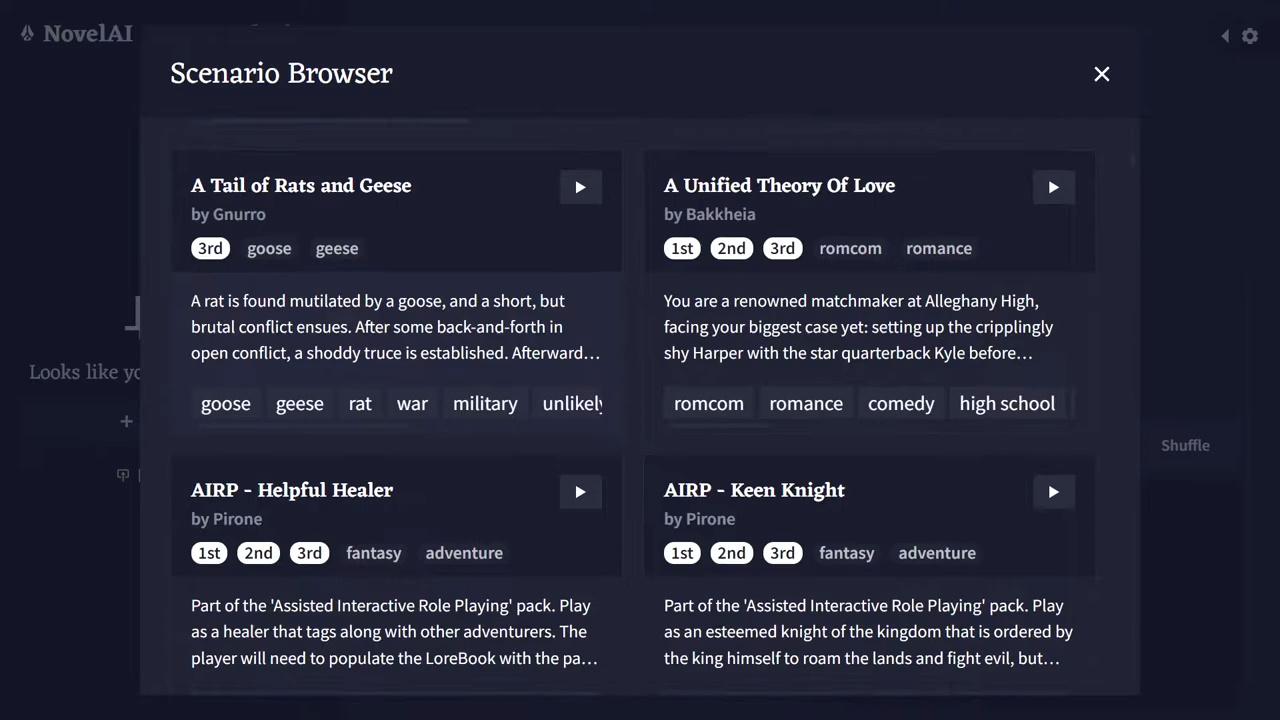 NovelAI
Scenario Browser
A Tail of Rats and Geese
by Gnurro
3rd goose geese
A rat is found mutilated by a goose, and a short, but
brutal conflict ensues. After some back-and-forth in
open conflict, a shoddy truce is established. Afterward…
goose geese rat war military unlikely
A Unified Theory Of Love
by Bakkheia
1st 2nd 3rd romcom romance
You are a renowned matchmaker at Alleghany High,
facing your biggest case yet: setting up the cripplingly
shy Harper with the star quarterback Kyle before…
romcom romance comedy high school
AIRP - Helpful Healer
by Pirone
1st 2nd 3rd fantasy adventure
Part of the 'Assisted Interactive Role Playing' pack. Play
as a healer that tags along with other adventurers. The
player will need to populate the LoreBook with the pa…
AIRP - Keen Knight
by Pirone
1st 2nd 3rd fantasy adventure
Part of the 'Assisted Interactive Role Playing' pack. Play
as an esteemed knight of the kingdom that is ordered by
the king himself to roam the lands and fight evil, but…
Looks like yo
Shuffle